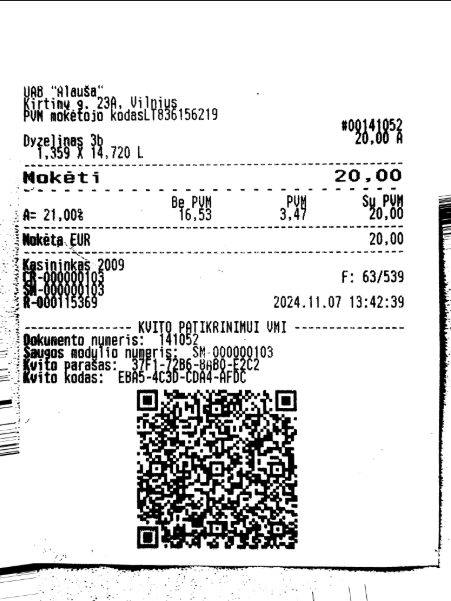 UAB "Alauša"
Kirtimų g. 23A, Vilnius
PVM mokėtojo kodasLT836156219
#00141052
Dyzelinas 3b 20,00 A
1,359 X 14,720 L
Mokėti 20,00
Be PVM PVM Su PVM
A= 21,00% 16,53 3,47 20,00
Mokėta EUR 20,00
Kasininkas 2009
CR-000000103 F: 63/539
SM-000000103
R-000115369 2024.11.07 13:42:39
KVITO PATIKRINIMUI VMI
Dokumento numeris: 141052
Saugos modulio numeris: SM-000000103
Kvito parašas: 37F1-72B6-8AB0-E2C2
Kvito kodas: EBA5-4C3D-CDA4-AFDC